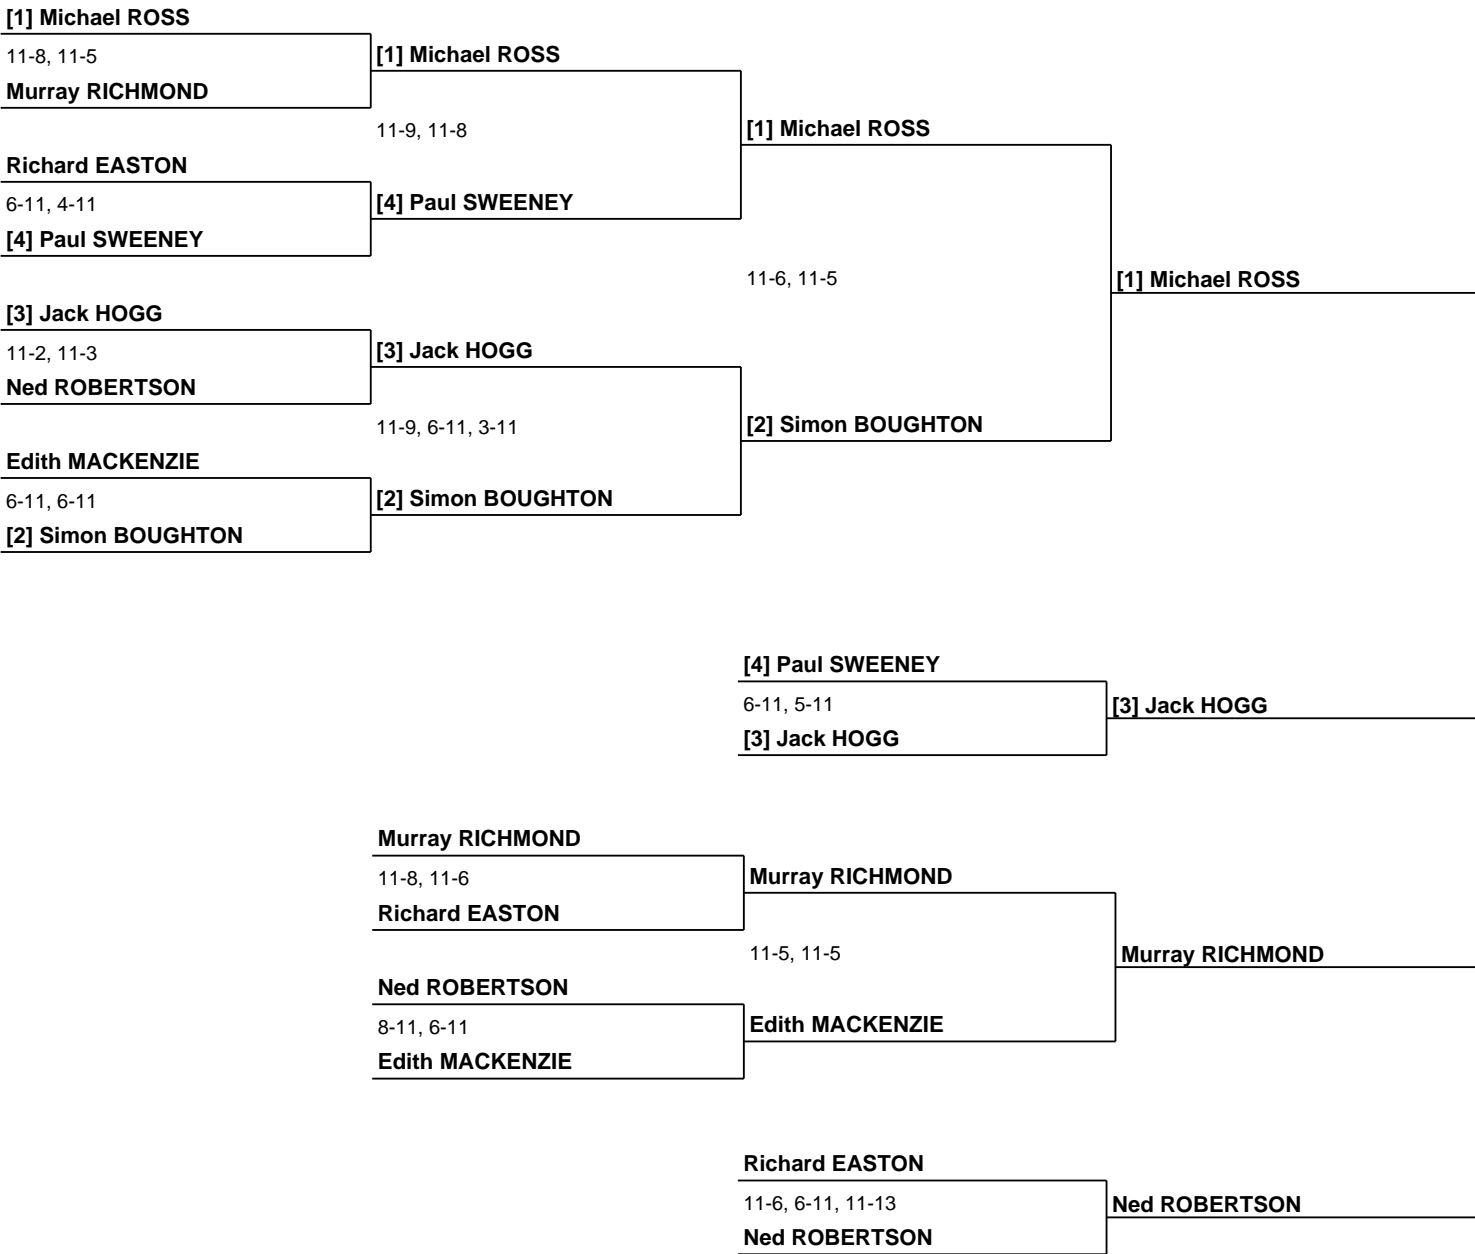 [1] Michael ROSS
11-8, 11-5
[1] Michael ROSS
Murray RICHMOND
11-9, 11-8
[1] Michael ROSS
Richard EASTON
6-11, 4-11
[4] Paul SWEENEY
[4] Paul SWEENEY
11-6, 11-5
[1] Michael ROSS
[3] Jack HOGG
11-2, 11-3
[3] Jack HOGG
Ned ROBERTSON
11-9, 6-11, 3-11
[2] Simon BOUGHTON
Edith MACKENZIE
6-11, 6-11
[2] Simon BOUGHTON
[2] Simon BOUGHTON
[4] Paul SWEENEY
6-11, 5-11
[3] Jack HOGG
[3] Jack HOGG
Murray RICHMOND
11-8, 11-6
Murray RICHMOND
Richard EASTON
11-5, 11-5
Murray RICHMOND
Ned ROBERTSON
8-11, 6-11
Edith MACKENZIE
Edith MACKENZIE
Richard EASTON
11-6, 6-11, 11-13
Ned ROBERTSON
Ned ROBERTSON